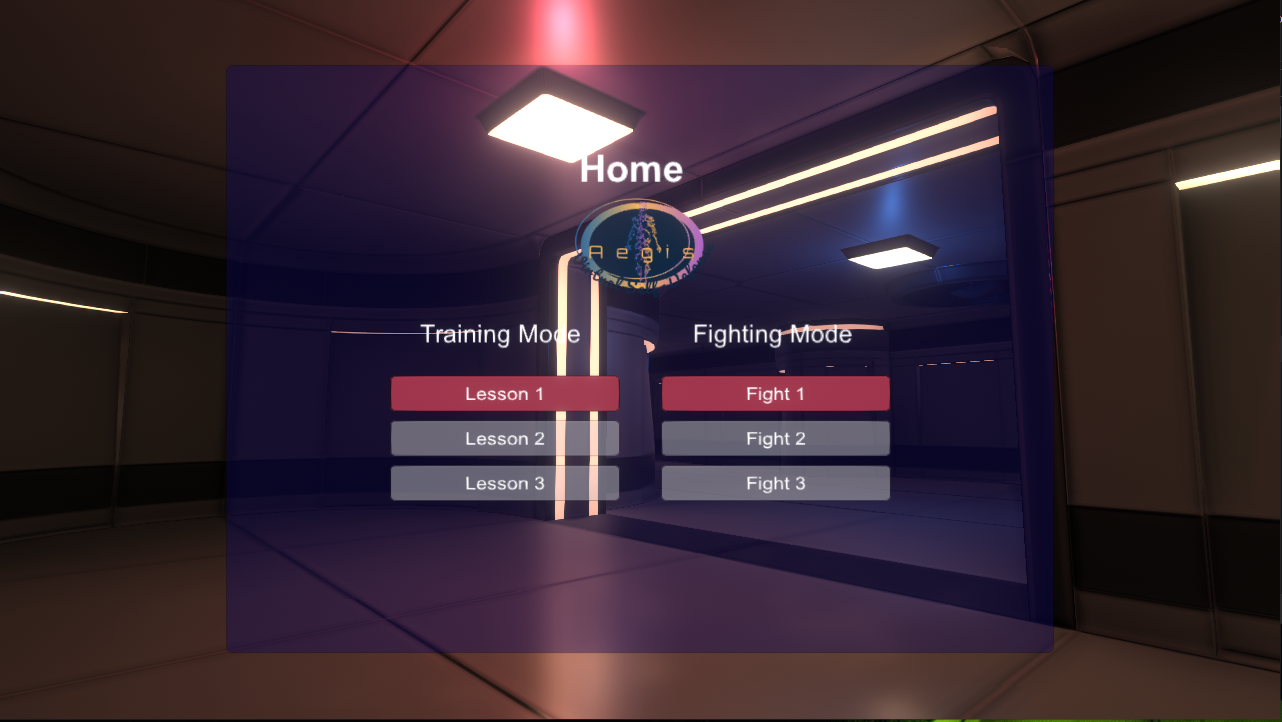 Home
Aegis
Training Mode
Fighting Mode
Lesson 1
Fight 1
Lesson 2
Fight 2
Lesson 3
Fight 3